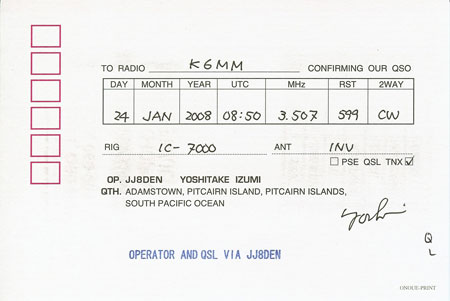 TO RADIO K6MM CONFIRMING OUR QSO
DAY MONTH YEAR UTC MHz RST 2WAY
24 JAN 2008 08:50 3.507 599 CW
RIG IC-7000 ANT INV
PSE QSL TNX
OP. JJ8DEN YOSHITAKE IZUMI
QTH. ADAMSTOWN, PITCAIRN ISLAND, PITCAIRN ISLANDS,
SOUTH PACIFIC OCEAN
Yoshi
OPERATOR AND QSL VIA JJ8DEN
Q
L
ONOUE-PRINT